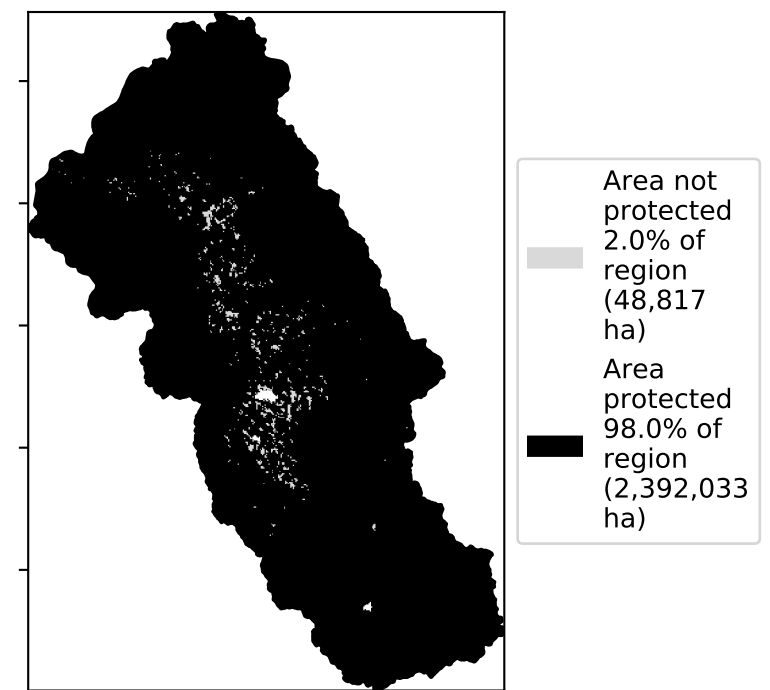 Area not
protected
2.0% of
region
(48,817
ha)
Area
protected
98.0% of
region
(2,392,033
ha)